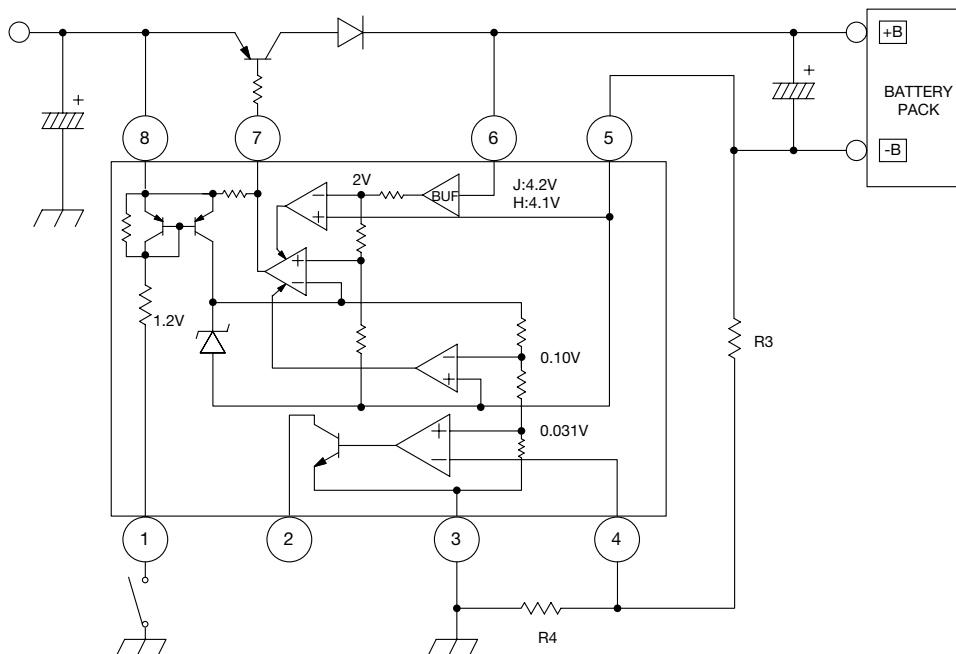 +
+B
+
BATTERY
PACK
-B
8
7
6
5
2V
BUF
J:4.2V
H:4.1V
−
+
+
−
1.2V
R3
−
0.10V
+
+
0.031V
−
1
2
3
4
R4